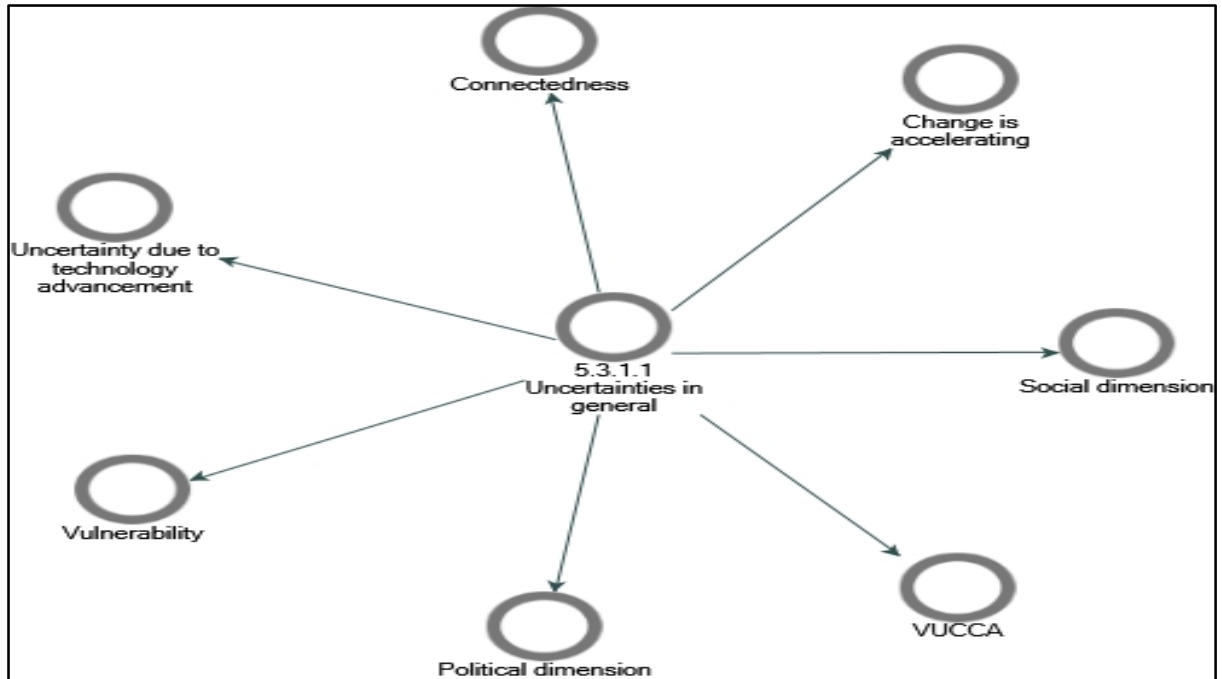 Connectedness
Change is
accelerating
Uncertainty due to
technology
advancement
5.3.1.1
Uncertainties in
general
Social dimension
Vulnerability
VUCCA
Political dimension